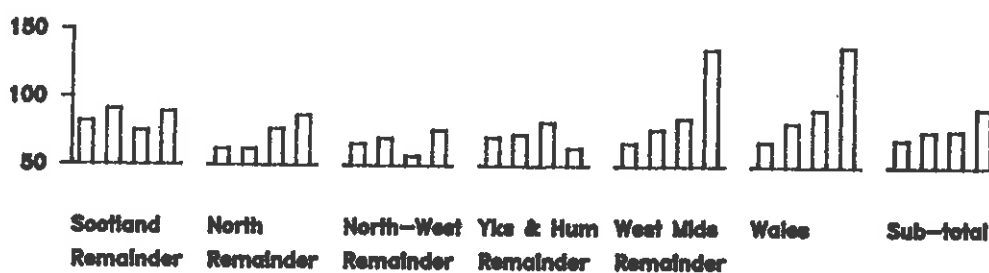 150
100
50
Scotland North North-West Yks & Hum West Mids Wales Sub-total
Remainder Remainder Remainder Remainder Remainder